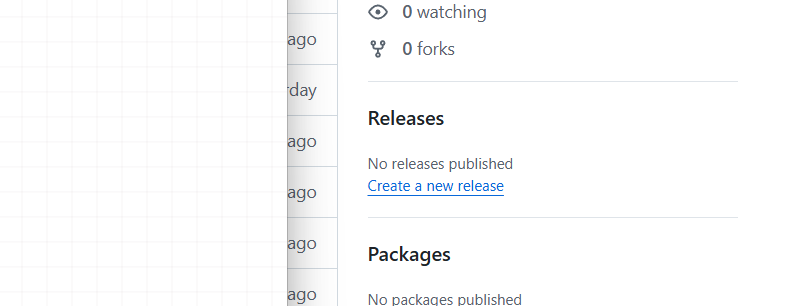 0 watching
ago
0 forks
rday
Releases
ago
No releases published
Create a new release
ago
ago
Packages
ago
No packages published